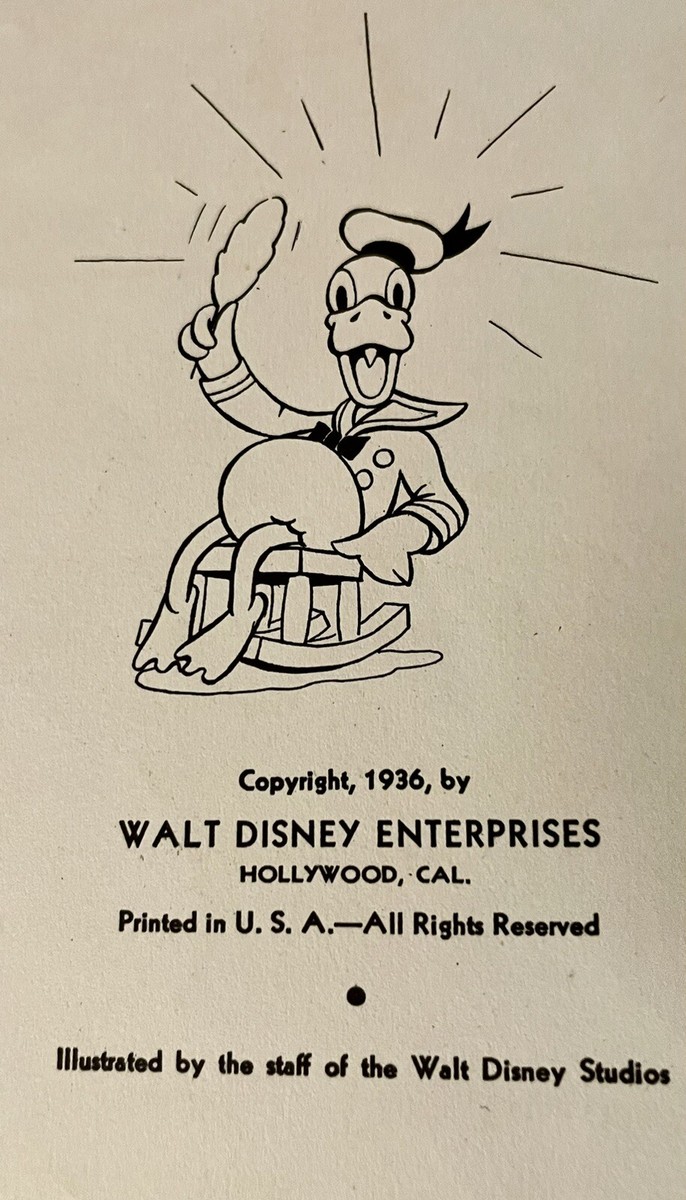 Copyright, 1936, by
WALT DISNEY ENTERPRISES
HOLLYWOOD, CAL.
Printed in U. S. A.—All Rights Reserved
Illustrated by the staff of the Walt Disney Studios